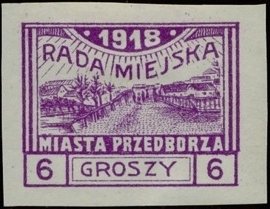 1918
RADA MIEJSKA
MIASTA PRZEDBORZA
6 GROSZY 6